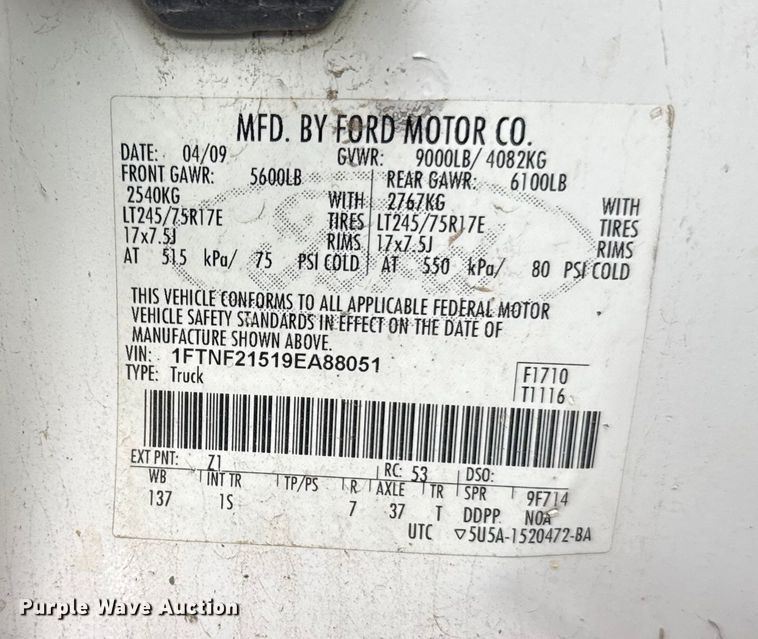 MFD. BY FORD MOTOR CO.
DATE: 04/09 GVWR: 9000LB/ 4082KG
FRONT GAWR: 5600LB REAR GAWR: 6100LB
2540KG WITH 2767KG WITH
LT245/75R17E TIRES LT245/75R17E TIRES
17x7.5J RIMS 17x7.5J RIMS
AT 515 kPa/ 75 PSI COLD AT 550 kPa/ 80 PSI COLD
THIS VEHICLE CONFORMS TO ALL APPLICABLE FEDERAL MOTOR
VEHICLE SAFETY STANDARDS IN EFFECT ON THE DATE OF
MANUFACTURE SHOWN ABOVE.
VIN: 1FTNF21519EA88051
TYPE: Truck
F1710
T1116
EXT PNT: Z1 RC: 53 DSO:
WB INT TR TP/PS R AXLE TR SPR 9F714
137 1S 7 37 T DDPP NOA
UTC ▽5U5A-1520472-BA
Purple Wave Auction